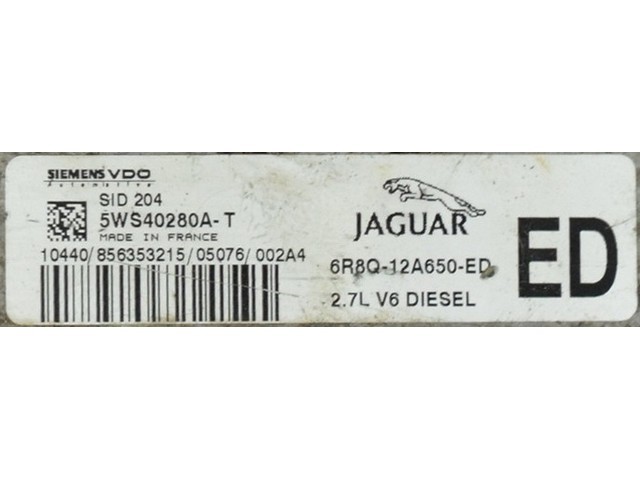 SIEMENS VDO
Automotive
SID 204
5WS40280A-T
MADE IN FRANCE
10440/856353215/05076/002A4
JAGUAR
6R8Q-12A650-ED
2.7L V6 DIESEL
ED